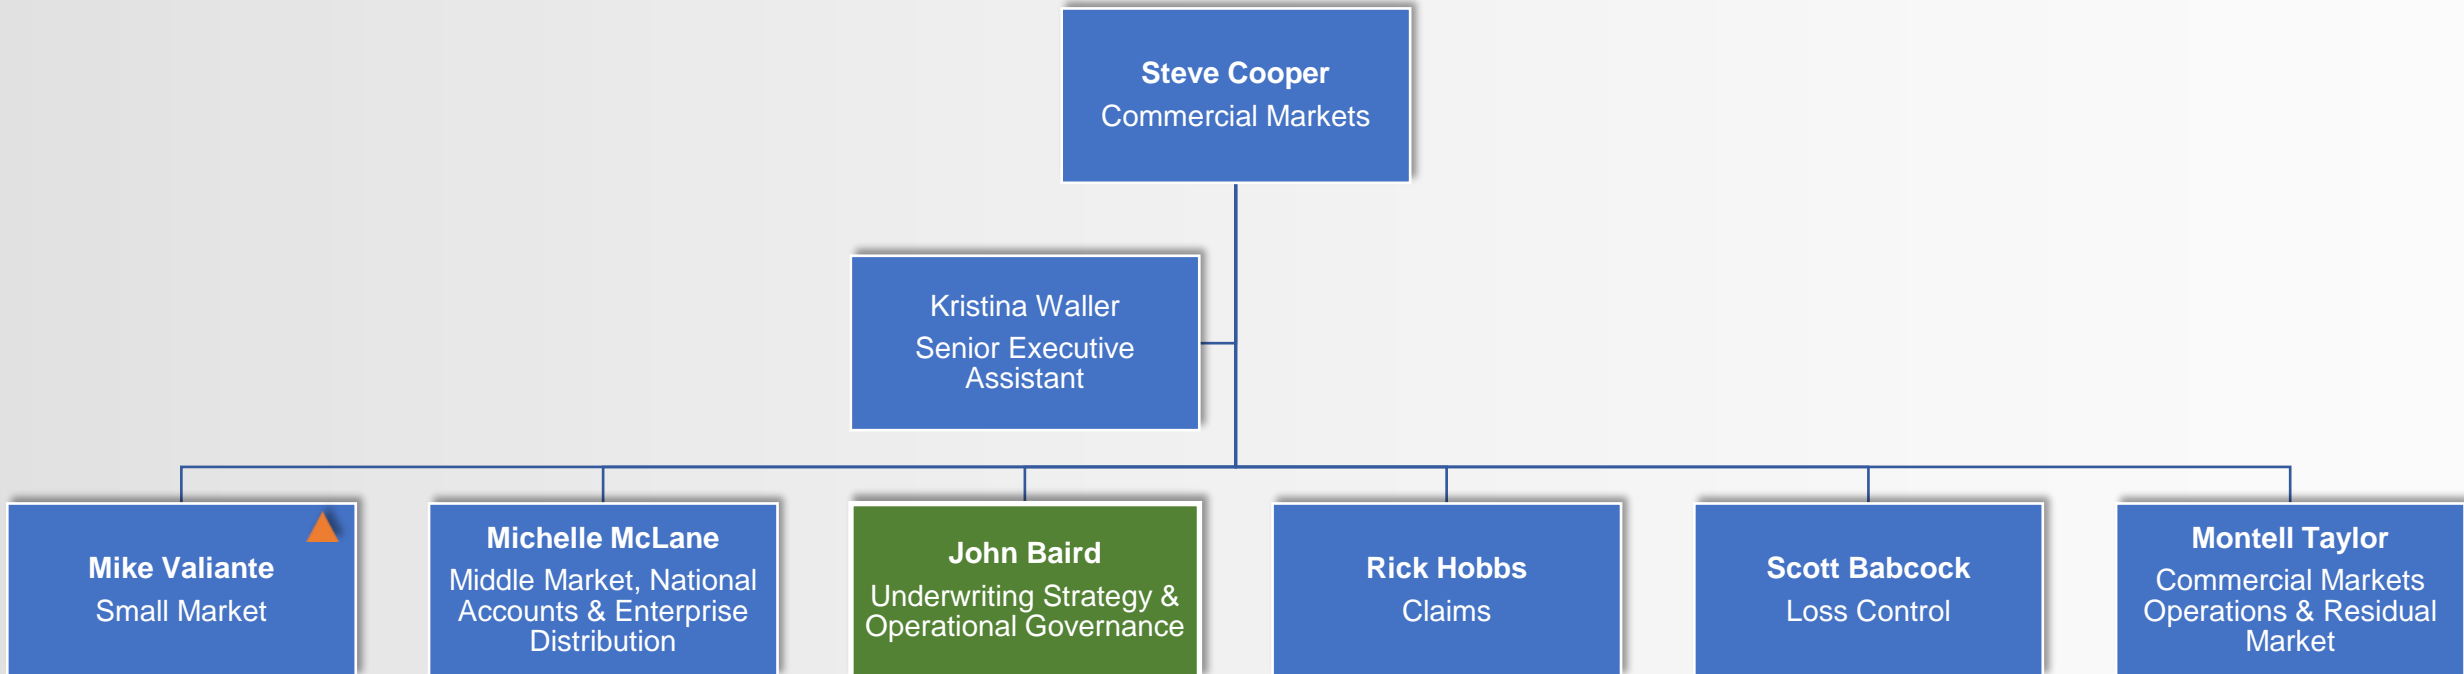 Steve Cooper
Commercial Markets
Kristina Waller
Senior Executive
Assistant
Mike Valiante
Small Market
Michelle McLane
Middle Market, National
Accounts & Enterprise
Distribution
John Baird
Underwriting Strategy &
Operational Governance
Rick Hobbs
Claims
Scott Babcock
Loss Control
Montell Taylor
Commercial Markets
Operations & Residual
Market